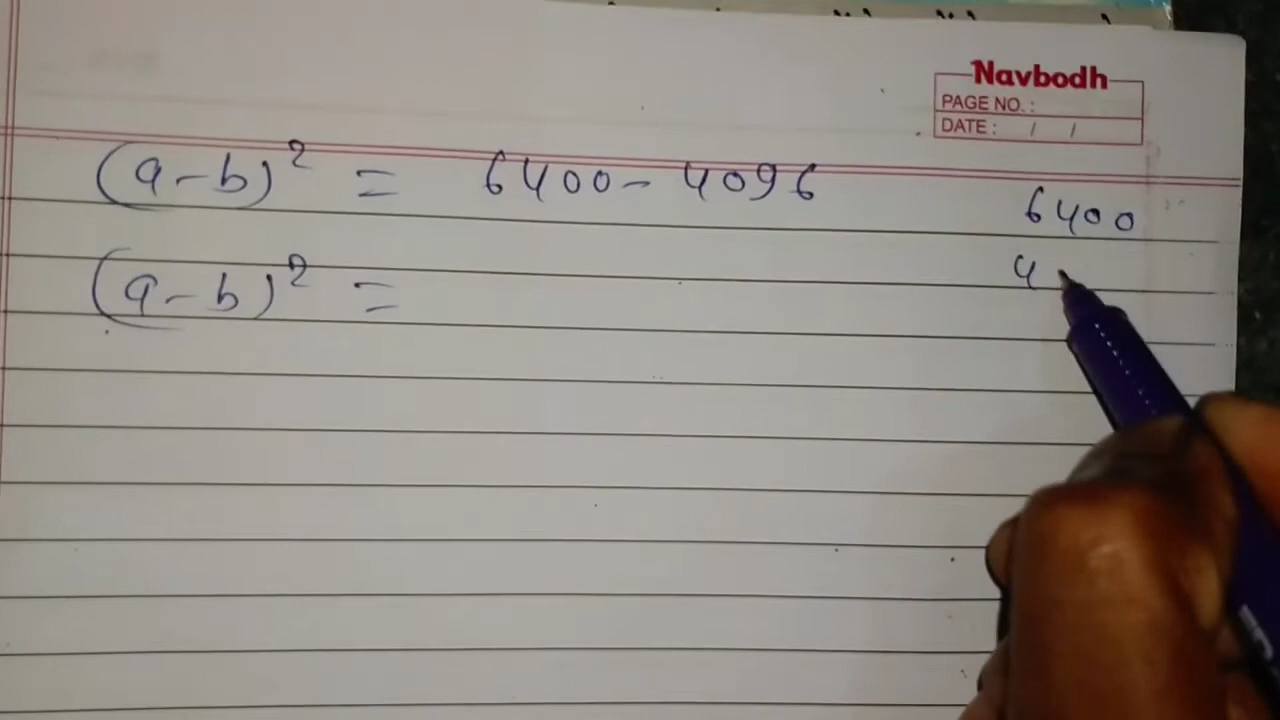 Navbodh
PAGE NO. :
DATE : / /
(a-b)² = 6400- 4096
6400
(a-b)² =
4